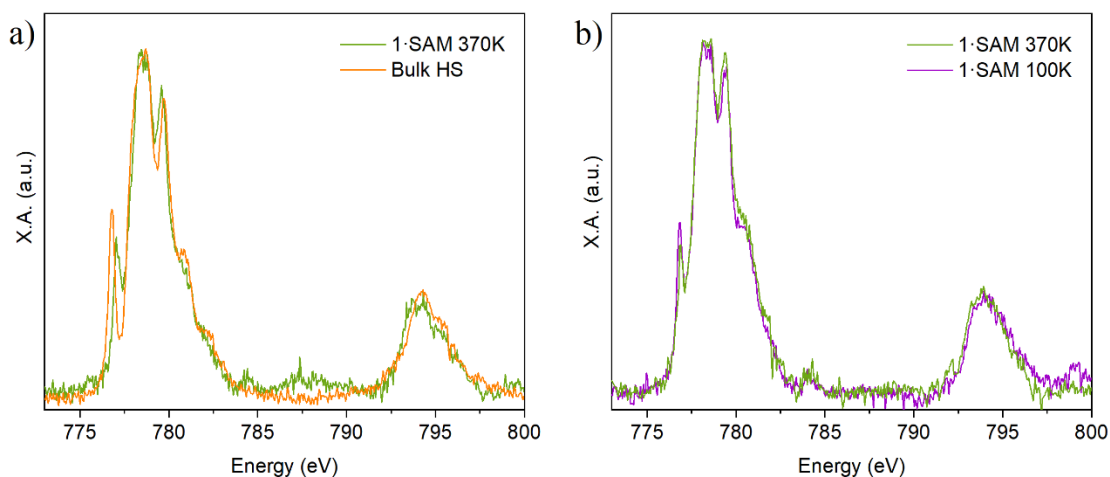 a)
1·SAM 370K
Bulk HS
X.A. (a.u.)
775 780 785 790 795 800
Energy (eV)
b)
1·SAM 370K
1·SAM 100K
X.A. (a.u.)
775 780 785 790 795 800
Energy (eV)